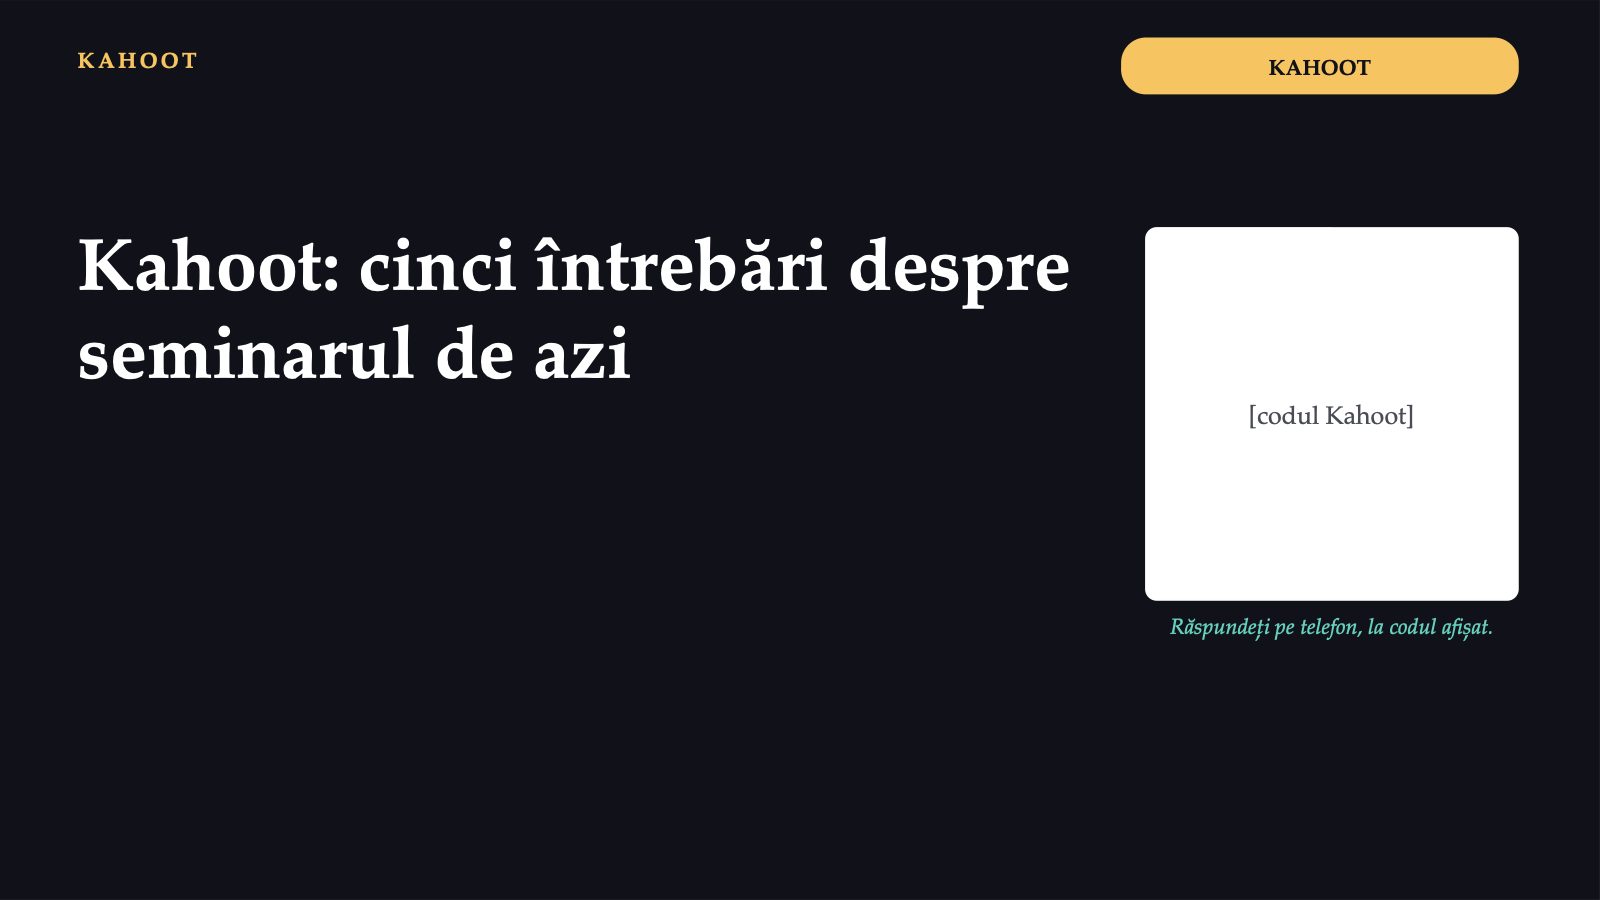 KAHOOT
KAHOOT
Kahoot: cinci întrebări despre
seminarul de azi
[codul Kahoot]
Răspundeți pe telefon, la codul afișat.